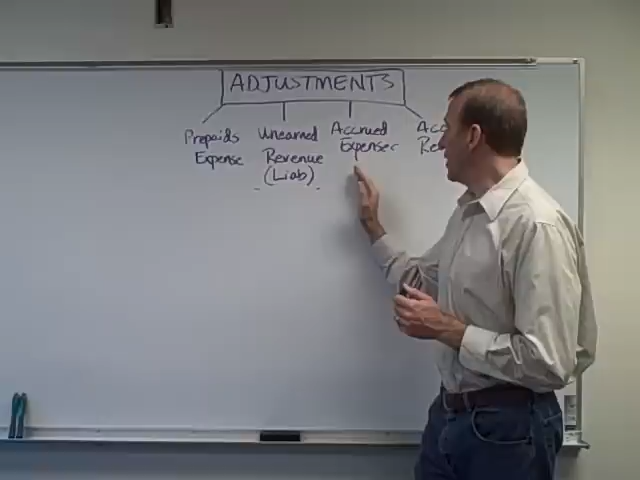 ADJUSTMENTS
Prepaids
Expense
Unearned
Revenue
(Liab)
Accrued
Expenses